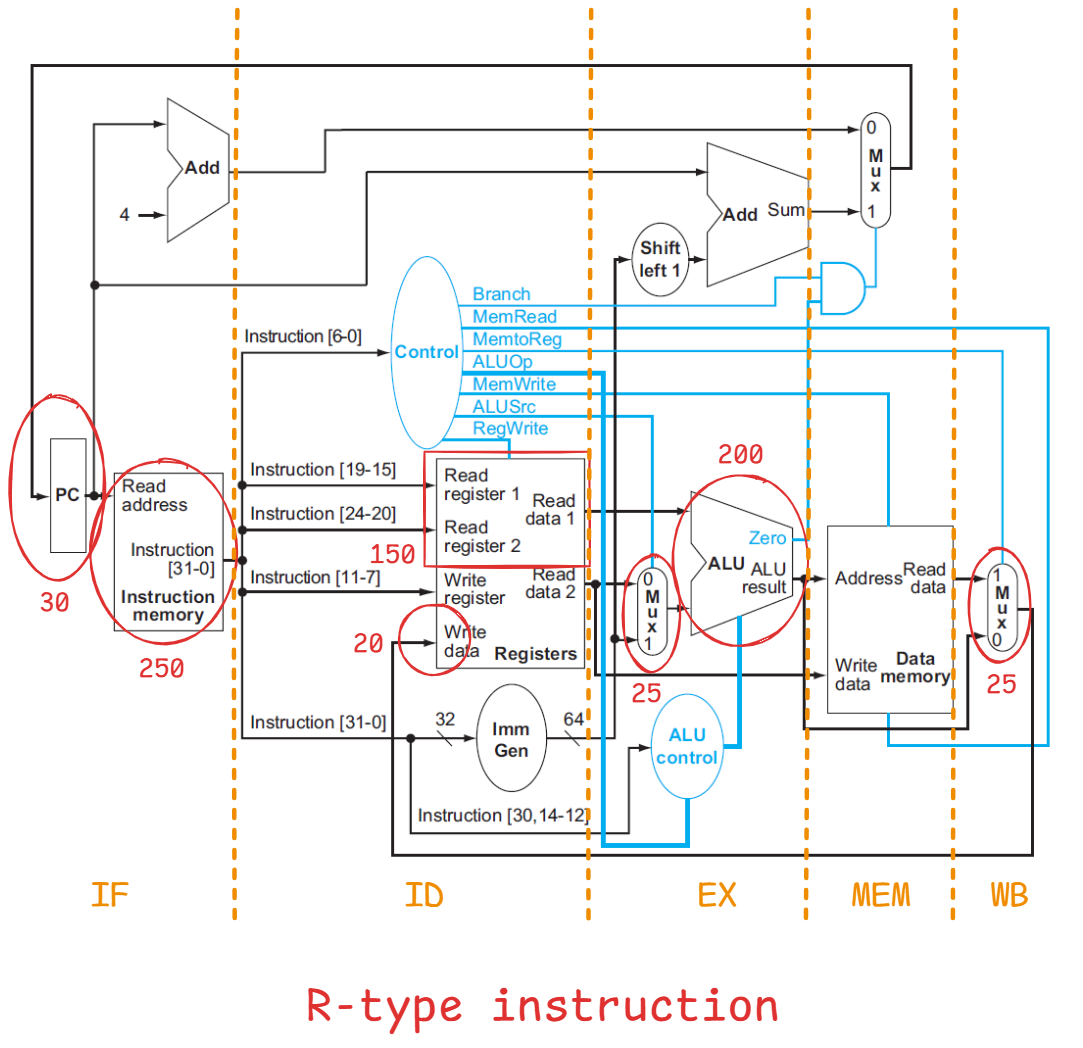 Add
4
0
Mux
1
Add Sum
Shift
left 1
Branch
MemRead
MemtoReg
ALUOp
MemWrite
ALUSrc
RegWrite
Instruction [6-0]
Control
PC
30
Read
address
Instruction
[31-0]
Instruction
memory
250
Instruction [19-15]
Instruction [24-20]
150
Instruction [11-7]
20
Read
register 1
Read
data 1
Read
register 2
Write
register
Read
data 2
Write
data
Registers
0
Mux
1
25
200
Zero
ALU
ALU
result
Address
Read
data
Write
data
Data
memory
1
Mux
0
25
Instruction [31-0]
32
Imm
Gen
64
ALU
control
Instruction [30,14-12]
IF
ID
EX
MEM
WB
R-type instruction